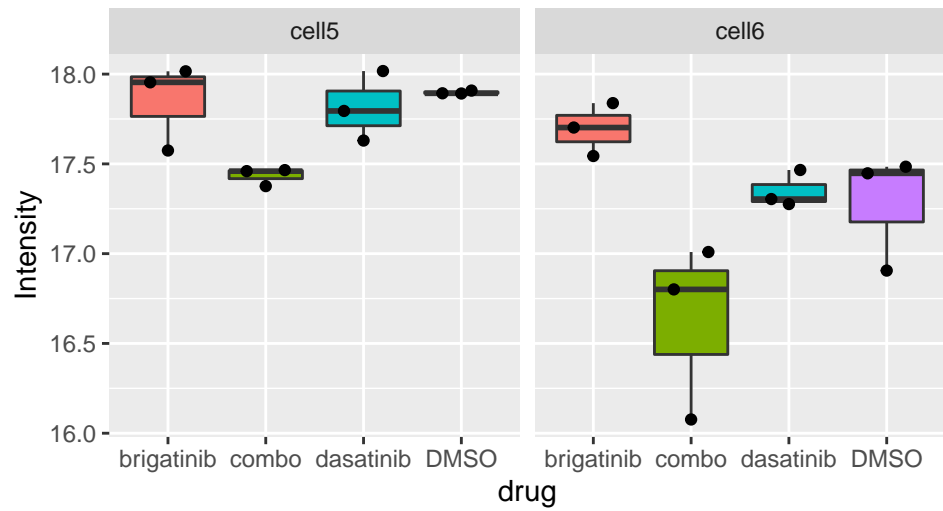 cell5 cell6
Intensity
18.0
17.5
17.0
16.5
16.0
brigatinib combo dasatinib DMSO brigatinib combo dasatinib DMSO
drug